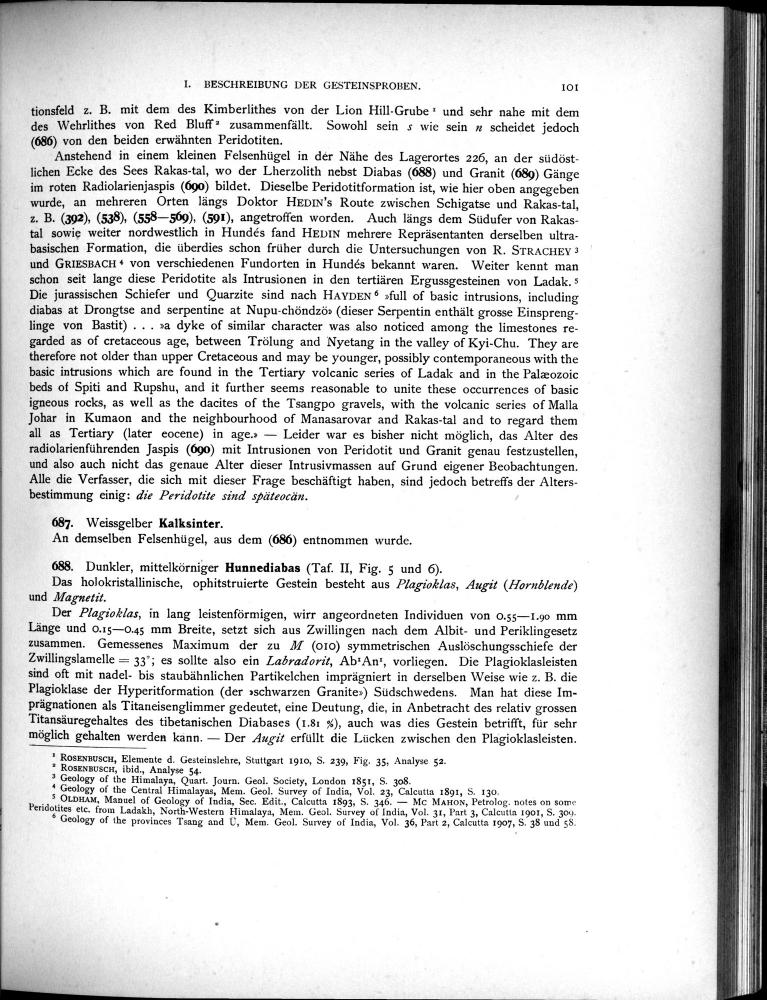 I. BESCHREIBUNG DER GESTEINSPROBEN. 101
tionsfeld z. B. mit dem des Kimberlithes von der Lion Hill-Grube ¹ und sehr nahe mit dem
des Wehrlithes von Red Bluff ² zusammenfällt. Sowohl sein s wie sein n scheidet jedoch
(686) von den beiden erwähnten Peridotiten.
Anstehend in einem kleinen Felsenhügel in der Nähe des Lagerortes 226, an der südöst-
lichen Ecke des Sees Rakas-tal, wo der Lherzolith nebst Diabas (688) und Granit (689) Gänge
im roten Radiolarienjaspis (690) bildet. Dieselbe Peridotitformation ist, wie hier oben angegeben
wurde, an mehreren Orten längs Doktor HEDIN's Route zwischen Schigatse und Rakas-tal,
z. B. (392), (538), (558—569), (591), angetroffen worden. Auch längs dem Südufer von Rakas-
tal sowie weiter nordwestlich in Hundés fand HEDIN mehrere Repräsentanten derselben ultra-
basischen Formation, die überdies schon früher durch die Untersuchungen von R. STRACHEY ³
und GRIESBACH ⁴ von verschiedenen Fundorten in Hundés bekannt waren. Weiter kennt man
schon seit lange diese Peridotite als Intrusionen in den tertiären Ergussgesteinen von Ladak. ⁵
Die jurassischen Schiefer und Quarzite sind nach HAYDEN ⁶ »full of basic intrusions, including
diabas at Drongtse and serpentine at Nupu-chöndzö» (dieser Serpentin enthält grosse Einspreng-
linge von Bastit) . . . »a dyke of similar character was also noticed among the limestones re-
garded as of cretaceous age, between Trölung and Nyetang in the valley of Kyi-Chu. They are
therefore not older than upper Cretaceous and may be younger, possibly contemporaneous with the
basic intrusions which are found in the Tertiary volcanic series of Ladak and in the Palæozoic
beds of Spiti and Rupshu, and it further seems reasonable to unite these occurrences of basic
igneous rocks, as well as the dacites of the Tsangpo gravels, with the volcanic series of Malla
Johar in Kumaon and the neighbourhood of Manasarovar and Rakas-tal and to regard them
all as Tertiary (later eocene) in age.» — Leider war es bisher nicht möglich, das Alter des
radiolarienführenden Jaspis (690) mit Intrusionen von Peridotit und Granit genau festzustellen,
und also auch nicht das genaue Alter dieser Intrusivmassen auf Grund eigener Beobachtungen.
Alle die Verfasser, die sich mit dieser Frage beschäftigt haben, sind jedoch betreffs der Alters-
bestimmung einig: die Peridotite sind späteocän.
687. Weissgelber Kalksinter.
An demselben Felsenhügel, aus dem (686) entnommen wurde.
688. Dunkler, mittelkörniger Hunnediabas (Taf. II, Fig. 5 und 6).
Das holokristallinische, ophitstruierte Gestein besteht aus Plagioklas, Augit (Hornblende)
und Magnetit.
Der Plagioklas, in lang leistenförmigen, wirr angeordneten Individuen von 0.55—1.90 mm
Länge und 0.15—0.45 mm Breite, setzt sich aus Zwillingen nach dem Albit- und Periklingesetz
zusammen. Gemessenes Maximum der zu M (010) symmetrischen Auslöschungsschiefe der
Zwillingslamelle = 33°; es sollte also ein Labradorit, Ab¹An¹, vorliegen. Die Plagioklasleisten
sind oft mit nadel- bis staubähnlichen Partikelchen imprägniert in derselben Weise wie z. B. die
Plagioklase der Hyperitformation (der »schwarzen Granite») Südschwedens. Man hat diese Im-
prägnationen als Titaneisenglimmer gedeutet, eine Deutung, die, in Anbetracht des relativ grossen
Titansäuregehaltes des tibetanischen Diabases (1.81 %), auch was dies Gestein betrifft, für sehr
möglich gehalten werden kann. — Der Augit erfüllt die Lücken zwischen den Plagioklasleisten.
¹ ROSENBUSCH, Elemente d. Gesteinslehre, Stuttgart 1910, S. 239, Fig. 35, Analyse 52.
² ROSENBUSCH, ibid., Analyse 54.
³ Geology of the Himalaya, Quart. Journ. Geol. Society, London 1851, S. 308.
⁴ Geology of the Central Himalayas, Mem. Geol. Survey of India, Vol. 23, Calcutta 1891, S. 130.
⁵ OLDHAM, Manuel of Geology of India, Sec. Edit., Calcutta 1893, S. 346. — MC MAHON, Petrolog. notes on some
Peridotites etc. from Ladakh, North-Western Himalaya, Mem. Geol. Survey of India, Vol. 31, Part 3, Calcutta 1901, S. 309.
⁶ Geology of the provinces Tsang and Ü, Mem. Geol. Survey of India, Vol. 36, Part 2, Calcutta 1907, S. 38 und 58.